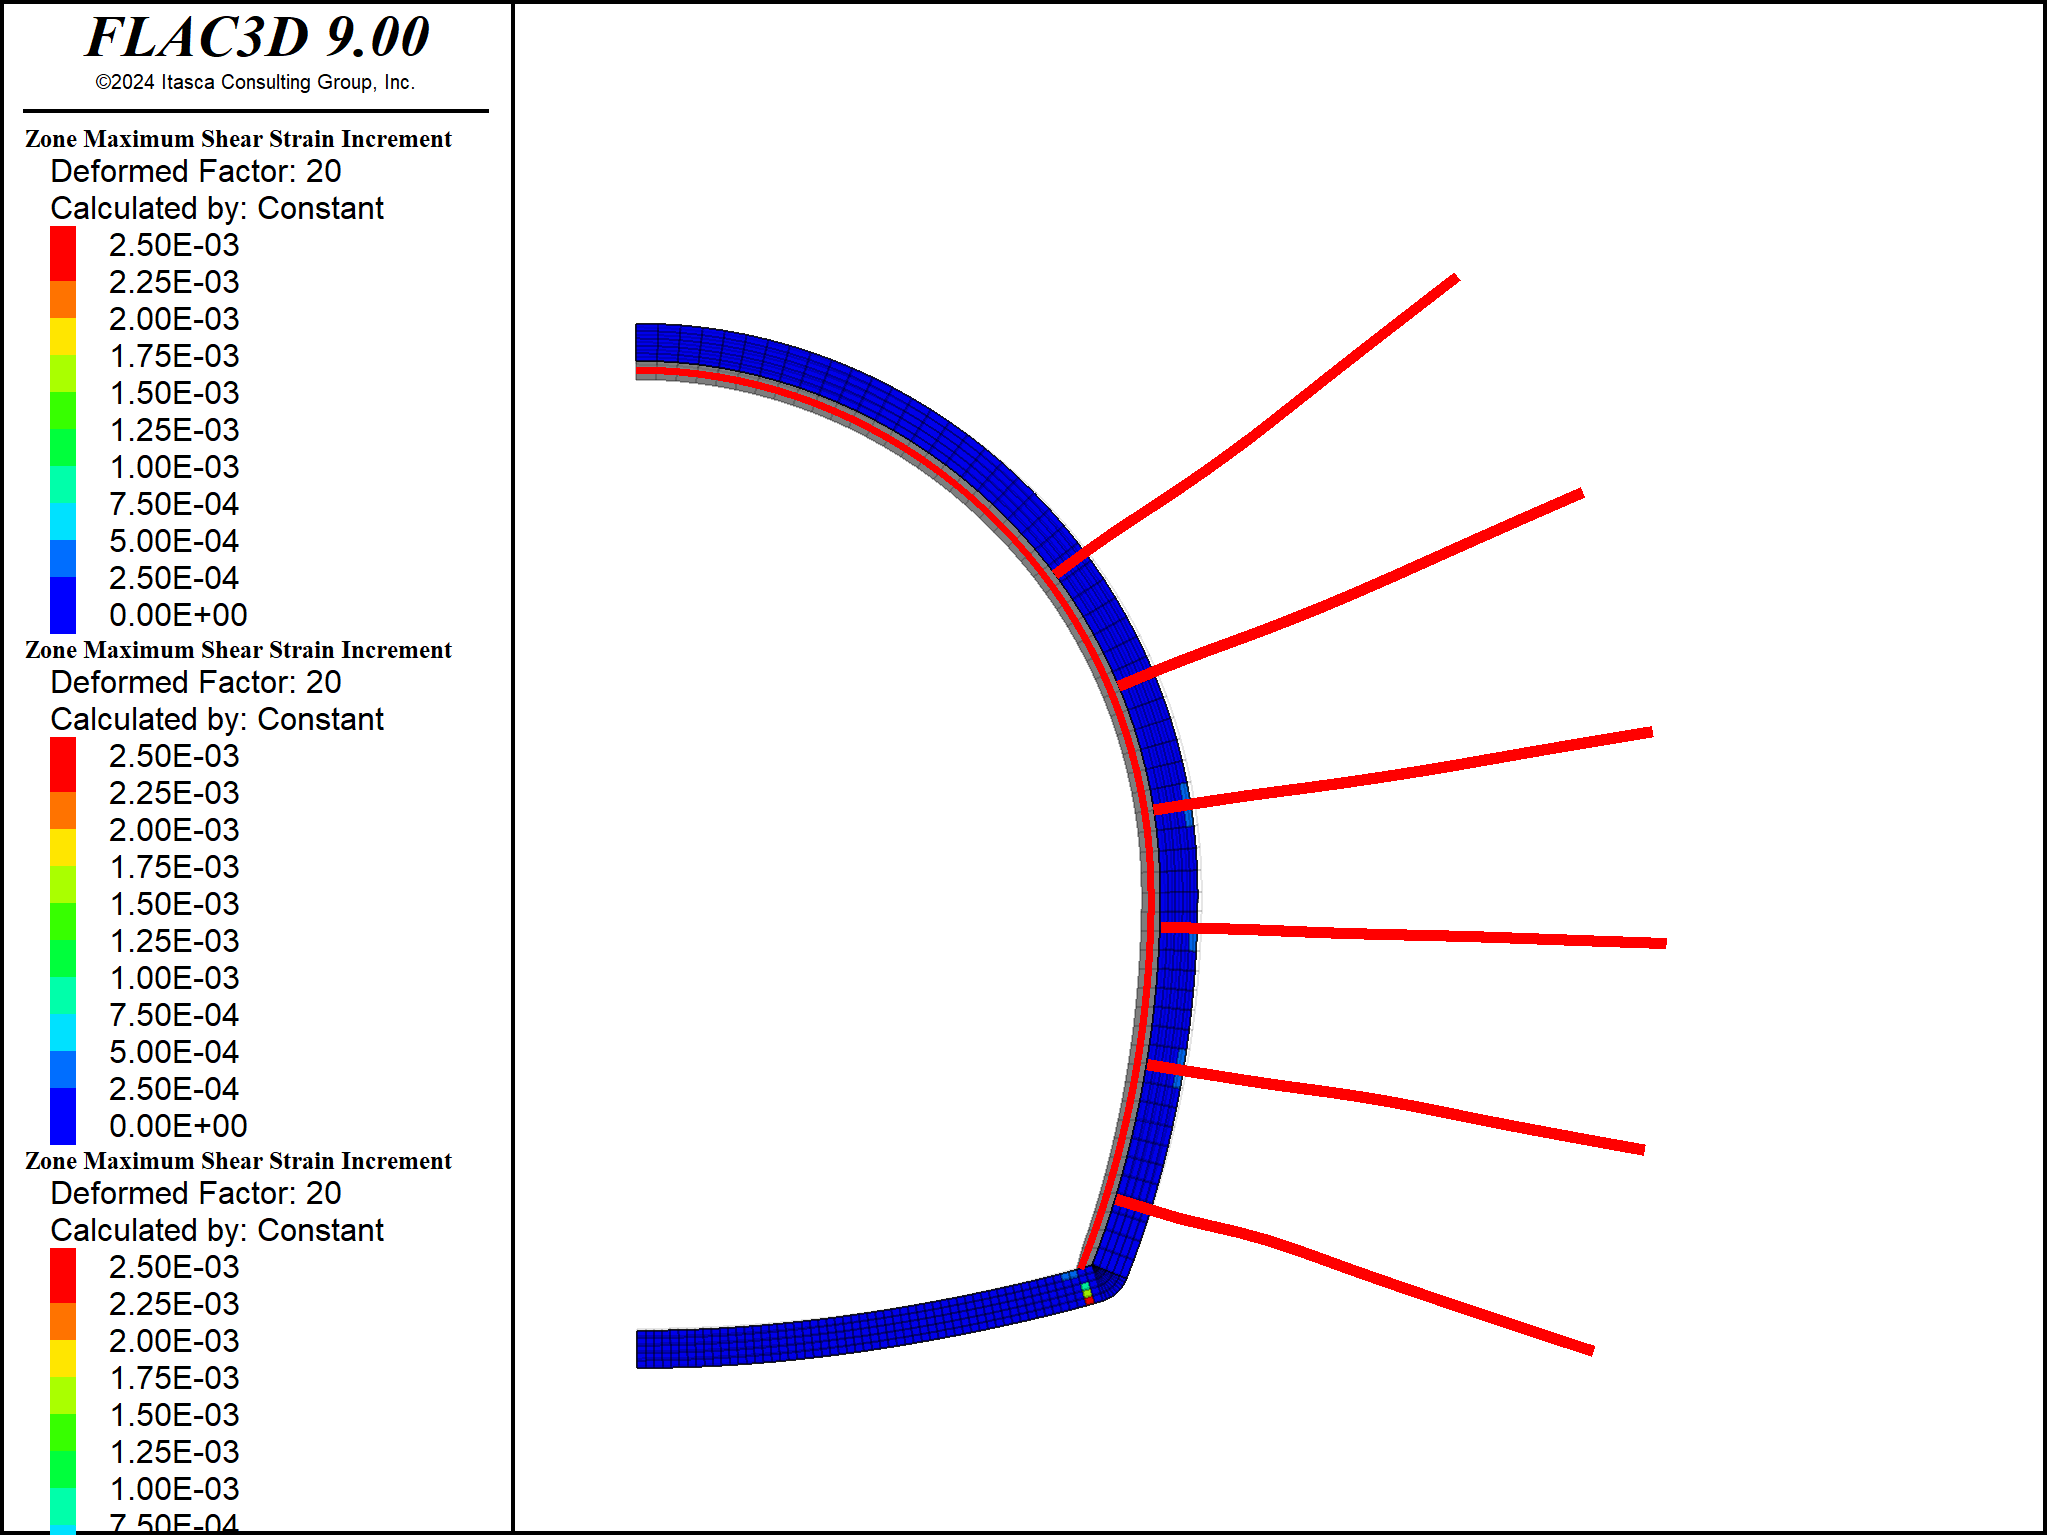 FLAC3D 9.00
©2024 Itasca Consulting Group, Inc.
Zone Maximum Shear Strain Increment
Deformed Factor: 20
Calculated by: Constant
2.50E-03
2.25E-03
2.00E-03
1.75E-03
1.50E-03
1.25E-03
1.00E-03
7.50E-04
5.00E-04
2.50E-04
0.00E+00
Zone Maximum Shear Strain Increment
Deformed Factor: 20
Calculated by: Constant
2.50E-03
2.25E-03
2.00E-03
1.75E-03
1.50E-03
1.25E-03
1.00E-03
7.50E-04
5.00E-04
2.50E-04
0.00E+00
Zone Maximum Shear Strain Increment
Deformed Factor: 20
Calculated by: Constant
2.50E-03
2.25E-03
2.00E-03
1.75E-03
1.50E-03
1.25E-03
1.00E-03
7.50E-04